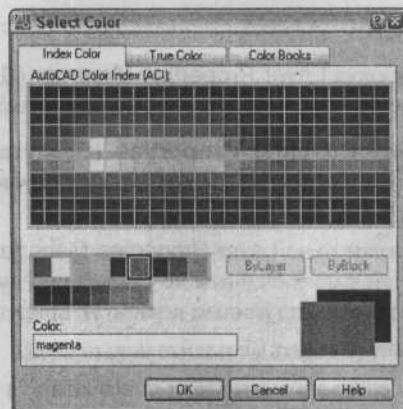 Select Color
Index Color
True Color
Color Books
AutoCAD Color Index (ACI):
ByLayer
ByBlock
Color:
magenta
OK
Cancel
Help